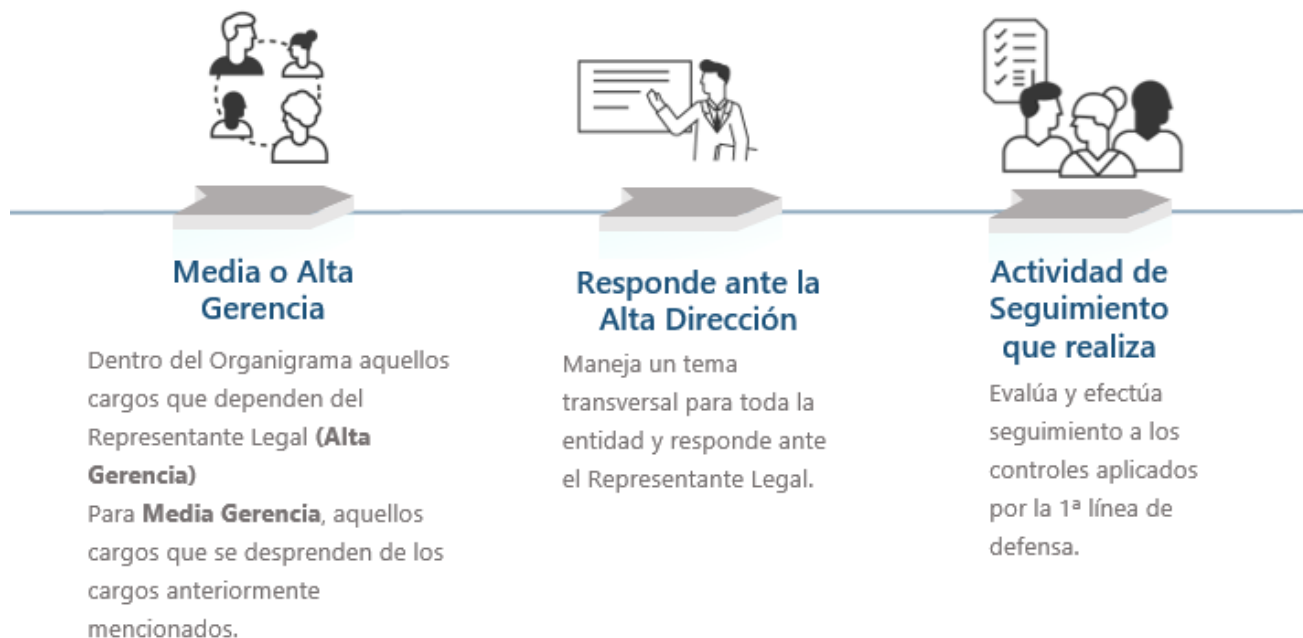 Media o Alta
Gerencia
Dentro del Organigrama aquellos
cargos que dependen del
Representante Legal (Alta
Gerencia)
Para Media Gerencia, aquellos
cargos que se desprenden de los
cargos anteriormente
mencionados.
Responde ante la
Alta Dirección
Maneja un tema
transversal para toda la
entidad y responde ante
el Representante Legal.
Actividad de
Seguimiento
que realiza
Evalúa y efectúa
seguimiento a los
controles aplicados
por la 1ª línea de
defensa.